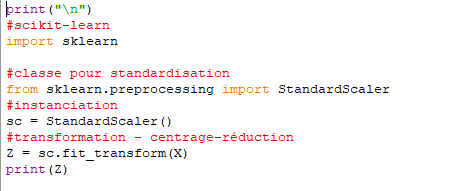 print("\n")
#scikit-learn
import sklearn
#classe pour standardisation
from sklearn.preprocessing import StandardScaler
#instanciation
sc = StandardScaler()
#transformation – centrage-réduction
Z = sc.fit_transform(X)
print(Z)